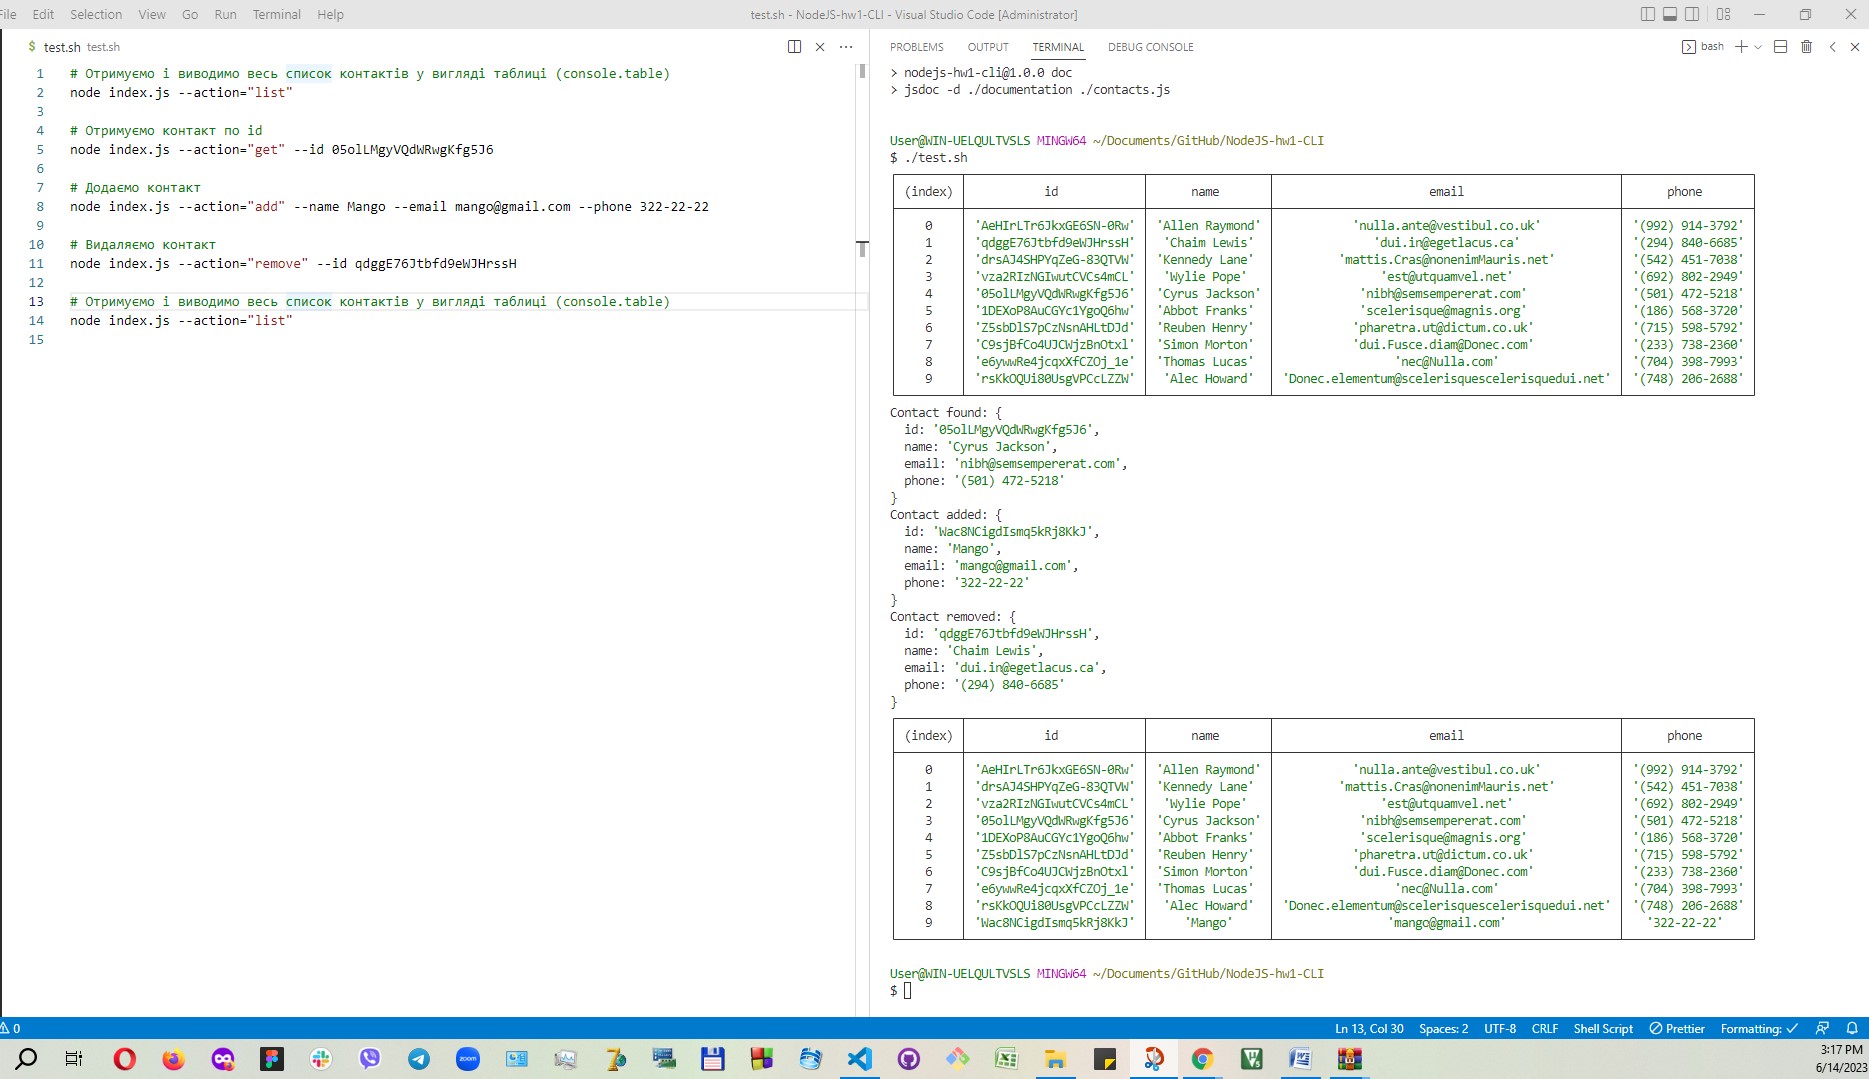 File Edit Selection View Go Run Terminal Help test.sh - NodeJS-hw1-CLI - Visual Studio Code [Administrator]
$ test.sh test.sh
1 # Отримуємо і виводимо весь список контактів у вигляді таблиці (console.table)
2 node index.js --action="list"
3
4 # Отримуємо контакт по id
5 node index.js --action="get" --id 05olLMgyVQdWRwgKfg5J6
6
7 # Додаємо контакт
8 node index.js --action="add" --name Mango --email mango@gmail.com --phone 322-22-22
9
10 # Видаляємо контакт
11 node index.js --action="remove" --id qdggE76Jtbfd9eWJHrssH
12
13 # Отримуємо і виводимо весь список контактів у вигляді таблиці (console.table)
14 node index.js --action="list"
15
PROBLEMS OUTPUT TERMINAL DEBUG CONSOLE bash
> nodejs-hw1-cli@1.0.0 doc
> jsdoc -d ./documentation ./contacts.js
User@WIN-UELQULTVSLS MINGW64 ~/Documents/GitHub/NodeJS-hw1-CLI
$ ./test.sh
(index) id name email phone
0 'AeHIrLTr6JkxGE6SN-0Rw' 'Allen Raymond' 'nulla.ante@vestibul.co.uk' '(992) 914-3792'
1 'qdggE76Jtbfd9eWJHrssH' 'Chaim Lewis' 'dui.in@egetlacus.ca' '(294) 840-6685'
2 'drsAJ4SHPYqZeG-83QTVW' 'Kennedy Lane' 'mattis.Cras@nonenimMauris.net' '(542) 451-7038'
3 'vza2RIzNGIwutCVCs4mCL' 'Wylie Pope' 'est@utquamvel.net' '(692) 802-2949'
4 '05olLMgyVQdWRwgKfg5J6' 'Cyrus Jackson' 'nibh@semsempererat.com' '(501) 472-5218'
5 '1DEXoP8AuCGYc1YgoQ6hw' 'Abbot Franks' 'scelerisque@magnis.org' '(186) 568-3720'
6 'Z5sbDlS7pCzNsnAHLtDJd' 'Reuben Henry' 'pharetra.ut@dictum.co.uk' '(715) 598-5792'
7 'C9sjBfCo4UJCWjzBnOtxl' 'Simon Morton' 'dui.Fusce.diam@Donec.com' '(233) 738-2360'
8 'e6ywwRe4jcqxXfCZOj_1e' 'Thomas Lucas' 'nec@Nulla.com' '(704) 398-7993'
9 'rsKkOQUi80UsgVPCcLZZW' 'Alec Howard' 'Donec.elementum@scelerisquescelerisquedui.net' '(748) 206-2688'
Contact found: {
id: '05olLMgyVQdWRwgKfg5J6',
name: 'Cyrus Jackson',
email: 'nibh@semsempererat.com',
phone: '(501) 472-5218'
}
Contact added: {
id: 'Wac8NCigdIsmq5kRj8KkJ',
name: 'Mango',
email: 'mango@gmail.com',
phone: '322-22-22'
}
Contact removed: {
id: 'qdggE76Jtbfd9eWJHrssH',
name: 'Chaim Lewis',
email: 'dui.in@egetlacus.ca',
phone: '(294) 840-6685'
}
(index) id name email phone
0 'AeHIrLTr6JkxGE6SN-0Rw' 'Allen Raymond' 'nulla.ante@vestibul.co.uk' '(992) 914-3792'
1 'drsAJ4SHPYqZeG-83QTVW' 'Kennedy Lane' 'mattis.Cras@nonenimMauris.net' '(542) 451-7038'
2 'vza2RIzNGIwutCVCs4mCL' 'Wylie Pope' 'est@utquamvel.net' '(692) 802-2949'
3 '05olLMgyVQdWRwgKfg5J6' 'Cyrus Jackson' 'nibh@semsempererat.com' '(501) 472-5218'
4 '1DEXoP8AuCGYc1YgoQ6hw' 'Abbot Franks' 'scelerisque@magnis.org' '(186) 568-3720'
5 'Z5sbDlS7pCzNsnAHLtDJd' 'Reuben Henry' 'pharetra.ut@dictum.co.uk' '(715) 598-5792'
6 'C9sjBfCo4UJCWjzBnOtxl' 'Simon Morton' 'dui.Fusce.diam@Donec.com' '(233) 738-2360'
7 'e6ywwRe4jcqxXfCZOj_1e' 'Thomas Lucas' 'nec@Nulla.com' '(704) 398-7993'
8 'rsKkOQUi80UsgVPCcLZZW' 'Alec Howard' 'Donec.elementum@scelerisquescelerisquedui.net' '(748) 206-2688'
9 'Wac8NCigdIsmq5kRj8KkJ' 'Mango' 'mango@gmail.com' '322-22-22'
User@WIN-UELQULTVSLS MINGW64 ~/Documents/GitHub/NodeJS-hw1-CLI
$
0 Ln 13, Col 30 Spaces: 2 UTF-8 CRLF Shell Script Prettier Formatting:
zoom
3:17 PM
6/14/2023